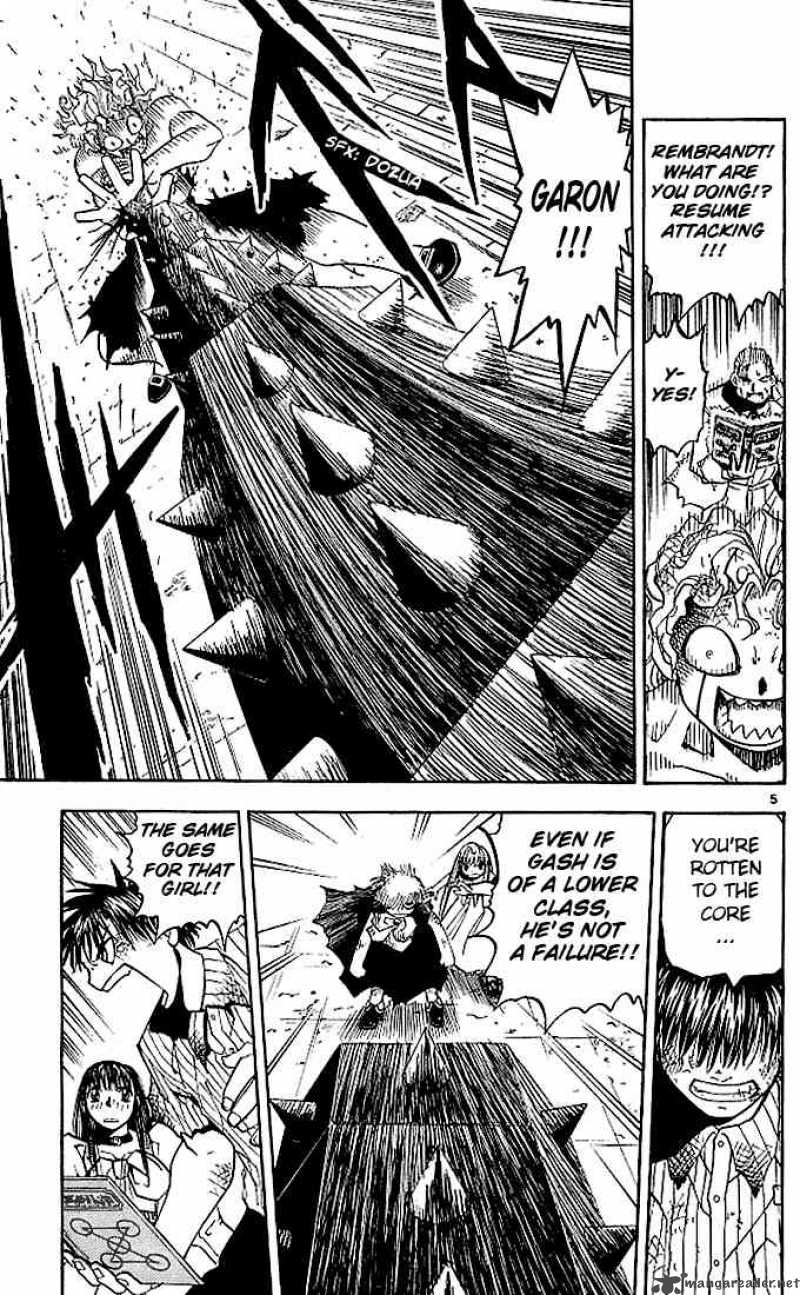 REMBRANDT!
WHAT ARE
YOU DOING!?
RESUME
ATTACKING
!!!
Y-
YES!
GARON
!!!
SFX: DOZUA
5
YOU'RE
ROTTEN
TO THE
CORE
...
EVEN IF
GASH IS
OF A LOWER
CLASS,
HE'S NOT
A FAILURE!!
THE SAME
GOES
FOR THAT
GIRL!!
mangareader.net